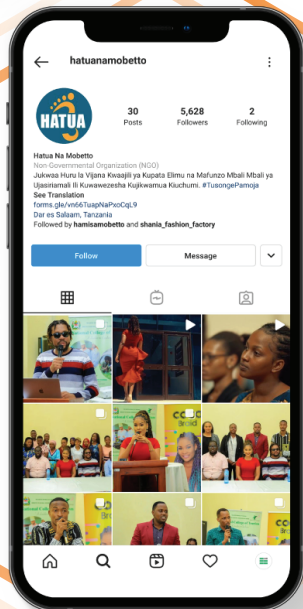 hatuanamobetto
HATUA
30 5,628 2
Posts Followers Following
Hatua Na Mobetto
Non Governmental Organization (NGO)
Jukwaa Huru la Vijana Kwaajili ya Kupata Elimu na Mafunzo Mbali Mbali ya
Ujasiriamali Ili Kuwawezesha Kujikwamua Kiuchumi. #TusongePamoja
See Translation
forms.gle/vn66TuapNaPxoCqL9
Dar es Salaam, Tanzania
Followed by hamisamobetto and shania_fashion_factory
Follow Message